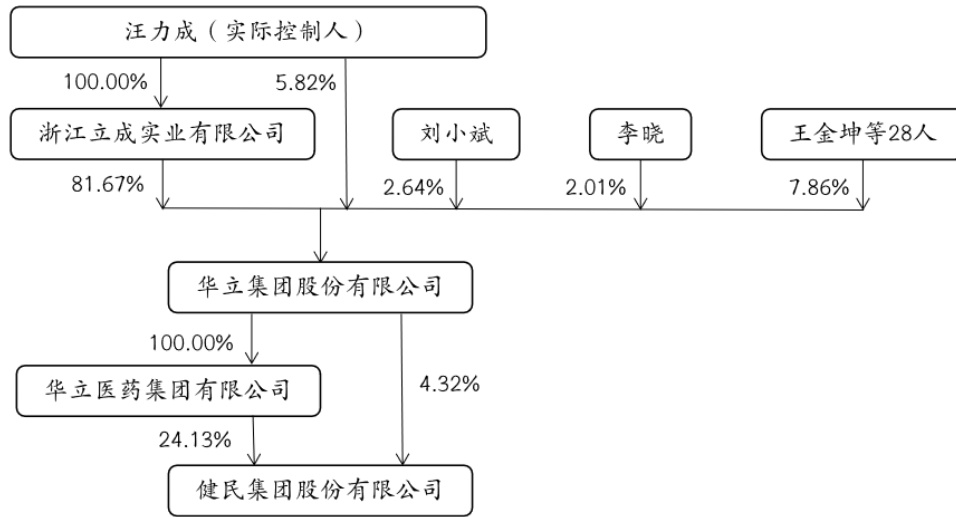 汪力成（实际控制人）
100.00%
5.82%
浙江立成实业有限公司
刘小斌
李晓
王金坤等28人
81.67%
2.64%
2.01%
7.86%
华立集团股份有限公司
100.00%
4.32%
华立医药集团有限公司
24.13%
健民集团股份有限公司